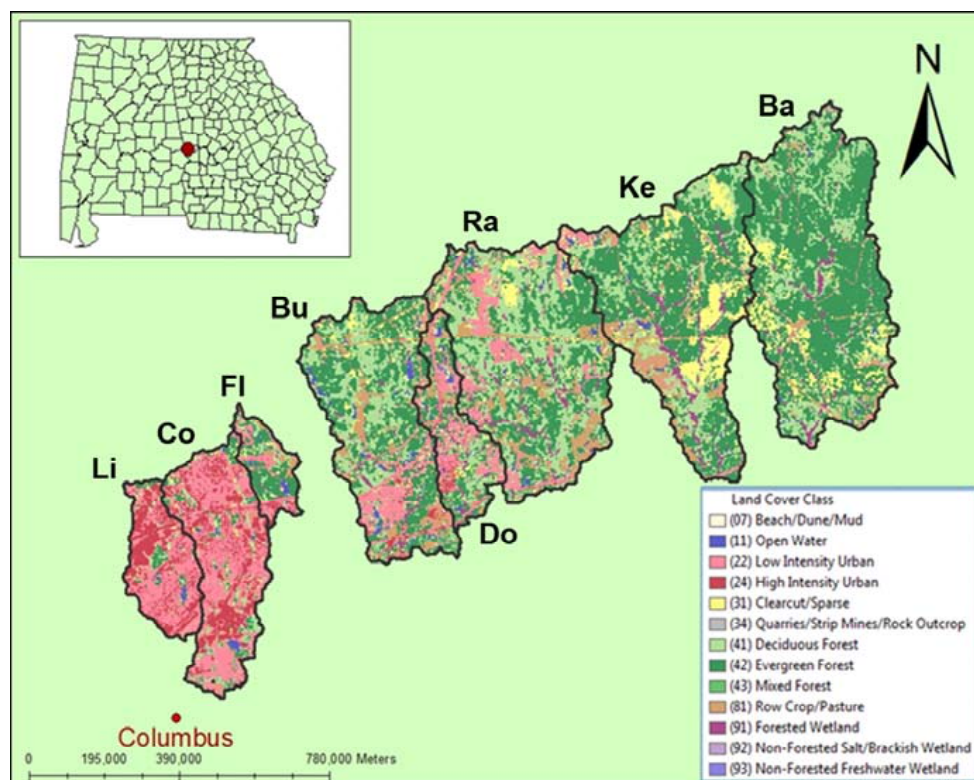 N
Ba
Ke
Ra
Bu
Fl
Co
Li
Do
Columbus
0 195,000 390,000 780,000 Meters
Land Cover Class
(07) Beach/Dune/Mud
(11) Open Water
(22) Low Intensity Urban
(24) High Intensity Urban
(31) Clearcut/Sparse
(34) Quarries/Strip Mines/Rock Outcrop
(41) Deciduous Forest
(42) Evergreen Forest
(43) Mixed Forest
(81) Row Crop/Pasture
(91) Forested Wetland
(92) Non-Forested Salt/Brackish Wetland
(93) Non-Forested Freshwater Wetland